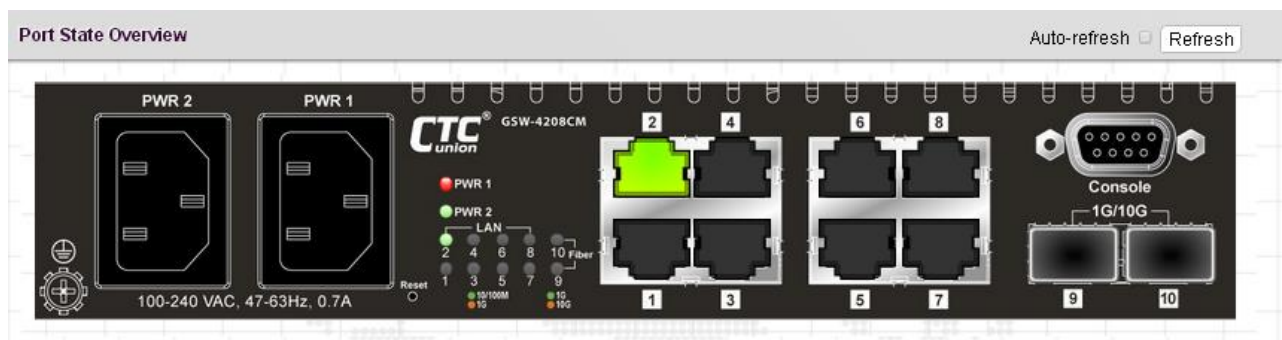 Port State Overview
Auto-refresh Refresh
PWR 2 PWR 1
CTC union ® GSW-4208CM
2 4 6 8
PWR 1
PWR 2
LAN
2 4 6 8 10 Fiber
1 3 5 7 9
10/100M 1G
1G 10G
Reset
100-240 VAC, 47-63Hz, 0.7A
1 3 5 7
Console
1G/10G
9 10